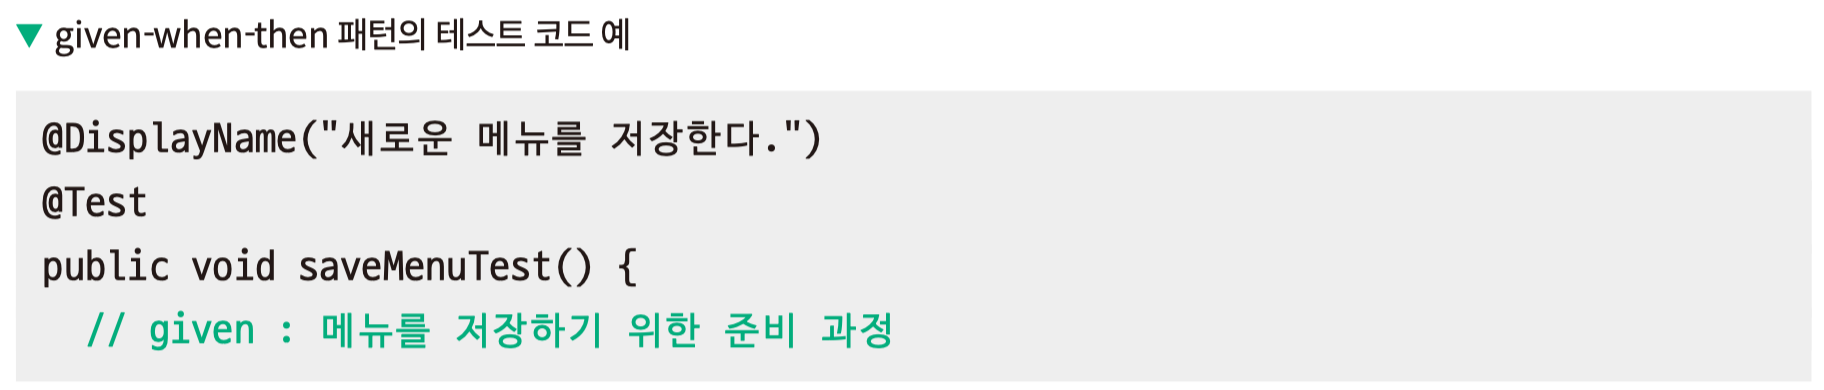 ▼ given-when-then 패턴의 테스트 코드 예
@DisplayName("새로운 메뉴를 저장한다.")
@Test
public void saveMenuTest() {
// given : 메뉴를 저장하기 위한 준비 과정